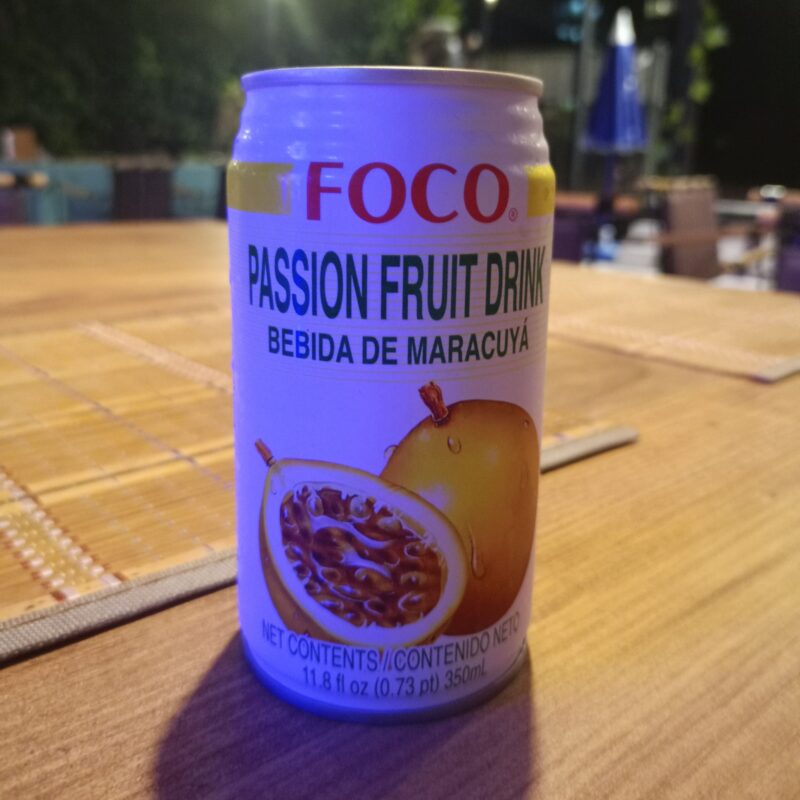 FOCO®
PASSION FRUIT DRINK
BEBIDA DE MARACUYÁ
NET CONTENTS//CONTENIDO NETO
11.8 fl oz (0.73 pt) 350mL